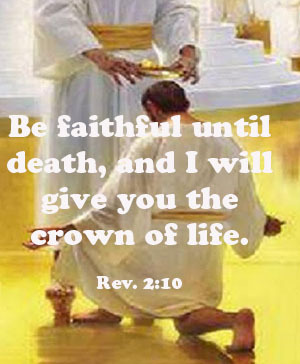 Be faithful until
death, and I will
give you the
crown of life.
Rev. 2:10